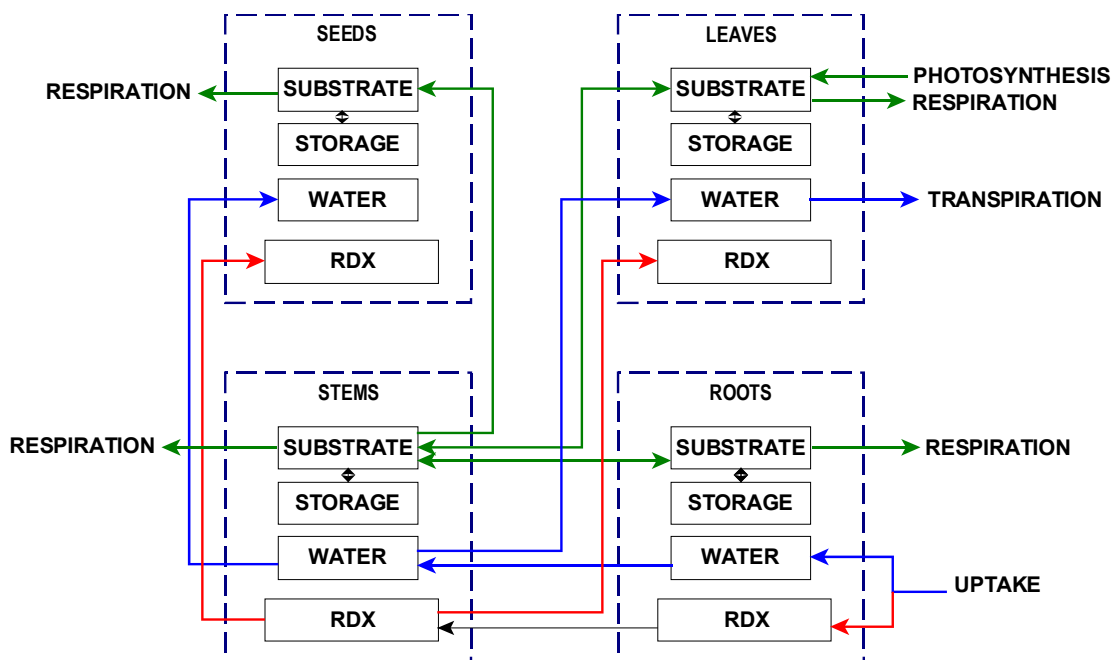 SEEDS
RESPIRATION
SUBSTRATE
STORAGE
WATER
RDX
LEAVES
SUBSTRATE
PHOTOSYNTHESIS
RESPIRATION
STORAGE
WATER
TRANSPIRATION
RDX
STEMS
RESPIRATION
SUBSTRATE
STORAGE
WATER
RDX
ROOTS
SUBSTRATE
RESPIRATION
STORAGE
WATER
UPTAKE
RDX